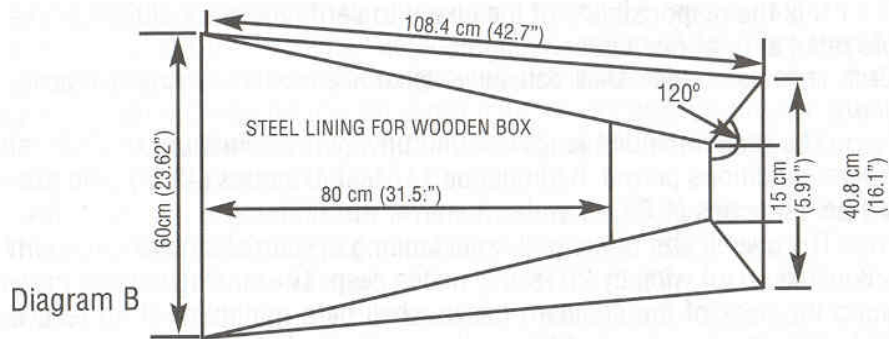 108.4 cm (42.7")
120º
STEEL LINING FOR WOODEN BOX
60cm (23.62")
80 cm (31.5:")
15 cm
(5.91")
40.8 cm
(16.1")
Diagram B